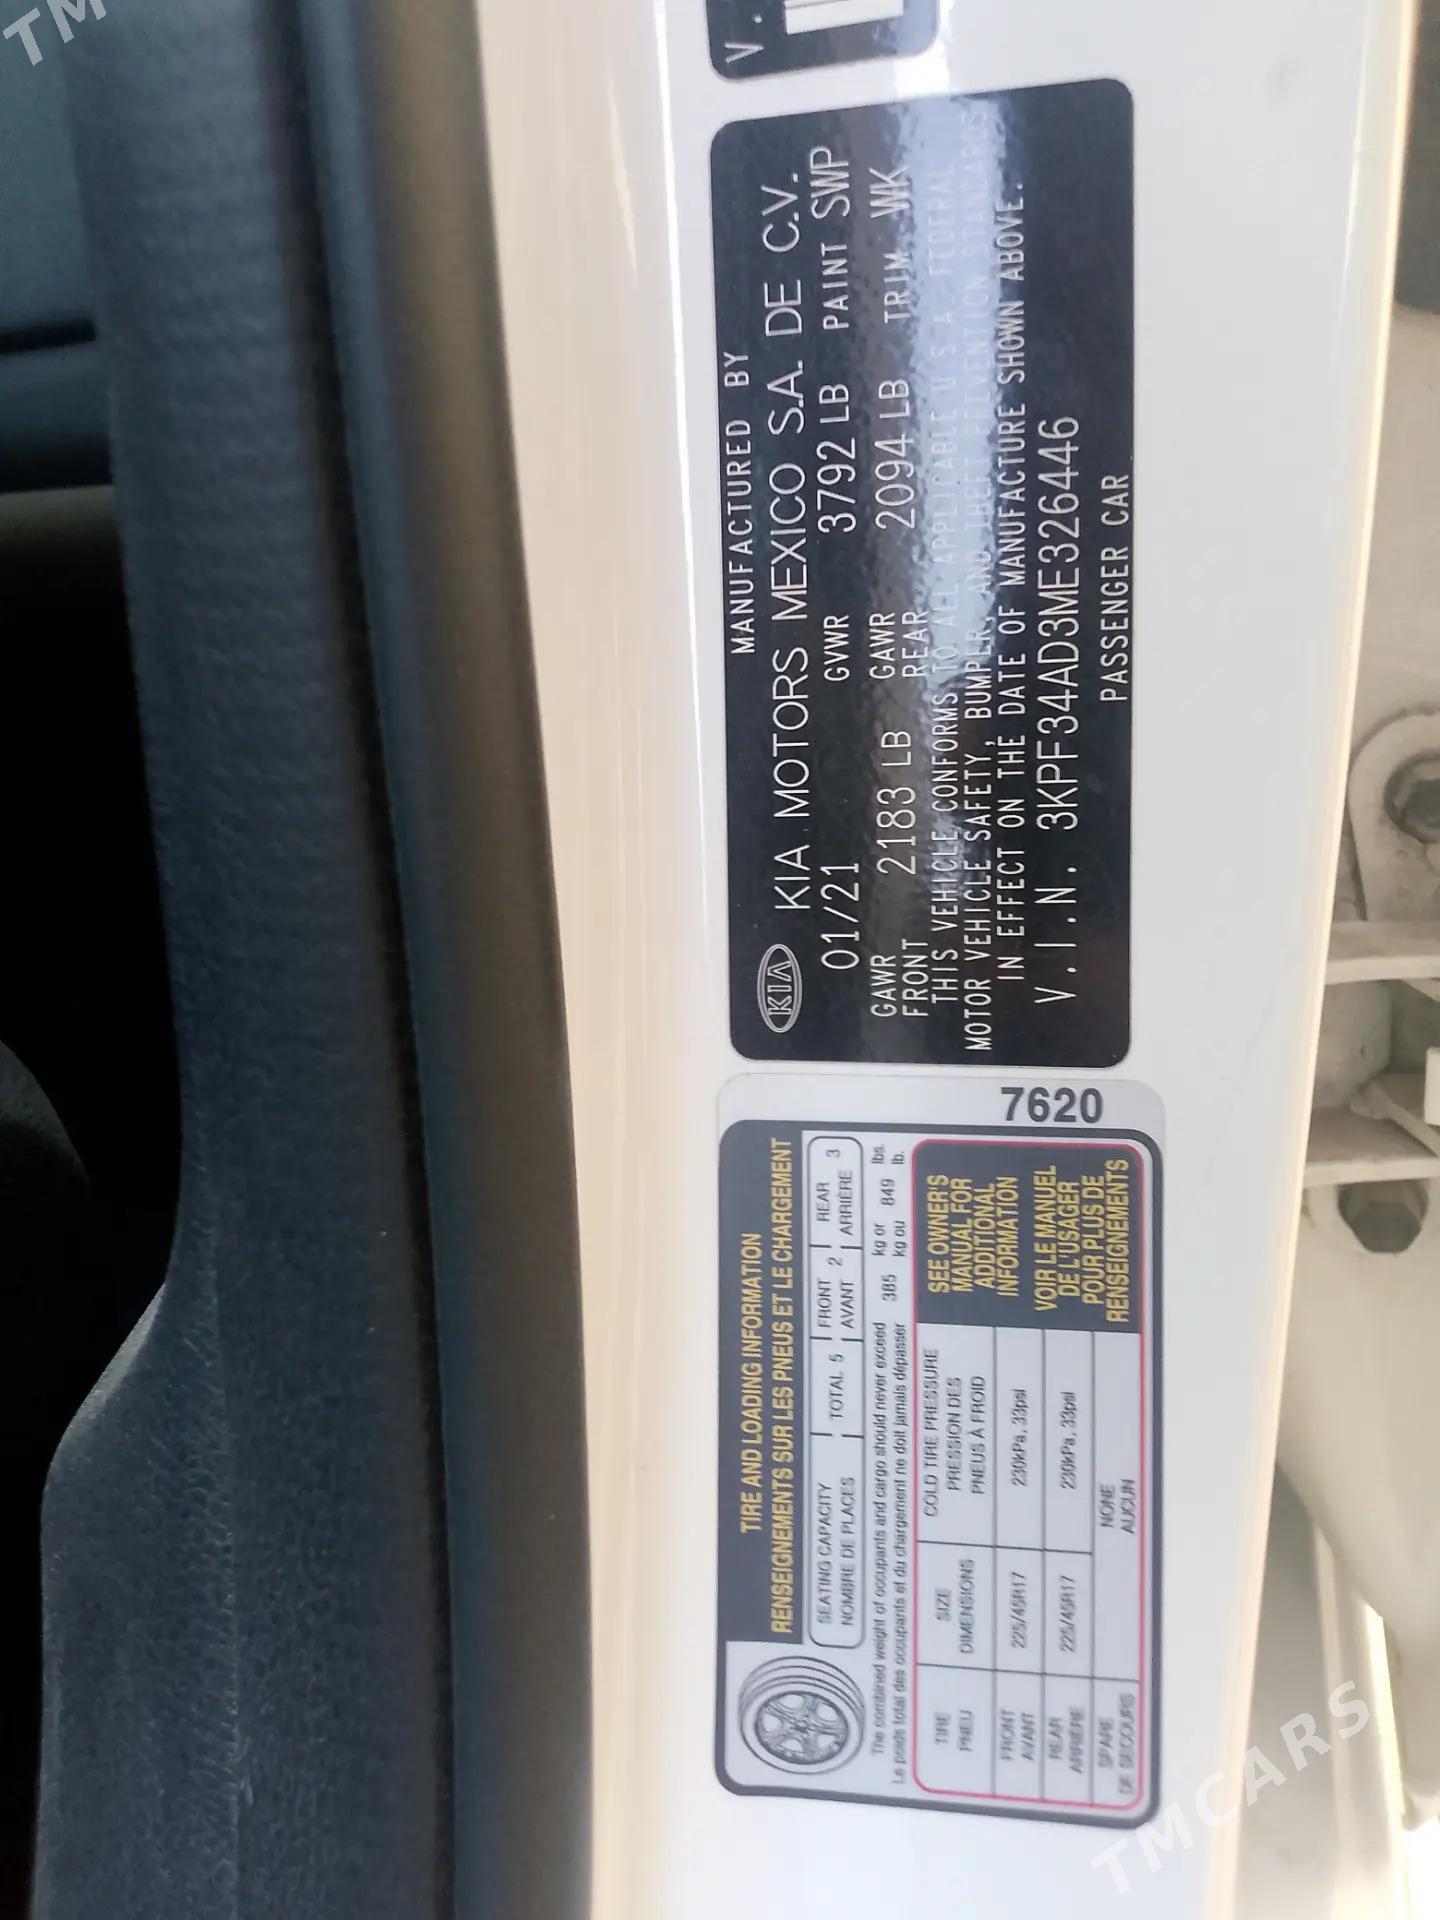 TM
V.
MANUFACTURED BY
KIA KIA MOTORS MEXICO S.A. DE C.V.
01/21 GVWR 3792 LB PAINT SWP
GAWR FRONT 2183 LB GAWR REAR 2094 LB TRIM WK
THIS VEHICLE CONFORMS TO ALL APPLICABLE U.S.A. FEDERAL
MOTOR VEHICLE SAFETY, BUMPER, AND THEFT PREVENTION STANDARDS
IN EFFECT ON THE DATE OF MANUFACTURE SHOWN ABOVE.
V.I.N. 3KPF34AD3ME326446
PASSENGER CAR
7620
TIRE AND LOADING INFORMATION
RENSEIGNEMENTS SUR LES PNEUS ET LE CHARGEMENT
SEATING CAPACITY TOTAL 5 FRONT 2 REAR 3
NOMBRE DE PLACES AVANT ARRIÈRE
The combined weight of occupants and cargo should never exceed 385 kg or 849 lbs.
Le poids total des occupants et du chargement ne doit jamais dépasser kg ou lb.
TIRE SIZE COLD TIRE PRESSURE
PNEU DIMENSIONS PRESSION DES
PNEUS À FROID
FRONT 225/45R17 230kPa, 33psi
AVANT
REAR 225/45R17 230kPa, 33psi
ARRIÈRE
SPARE NONE
DE SECOURS AUCUN
SEE OWNER'S
MANUAL FOR
ADDITIONAL
INFORMATION
VOIR LE MANUEL
DE L'USAGER
POUR PLUS DE
RENSEIGNEMENTS
TMCARS